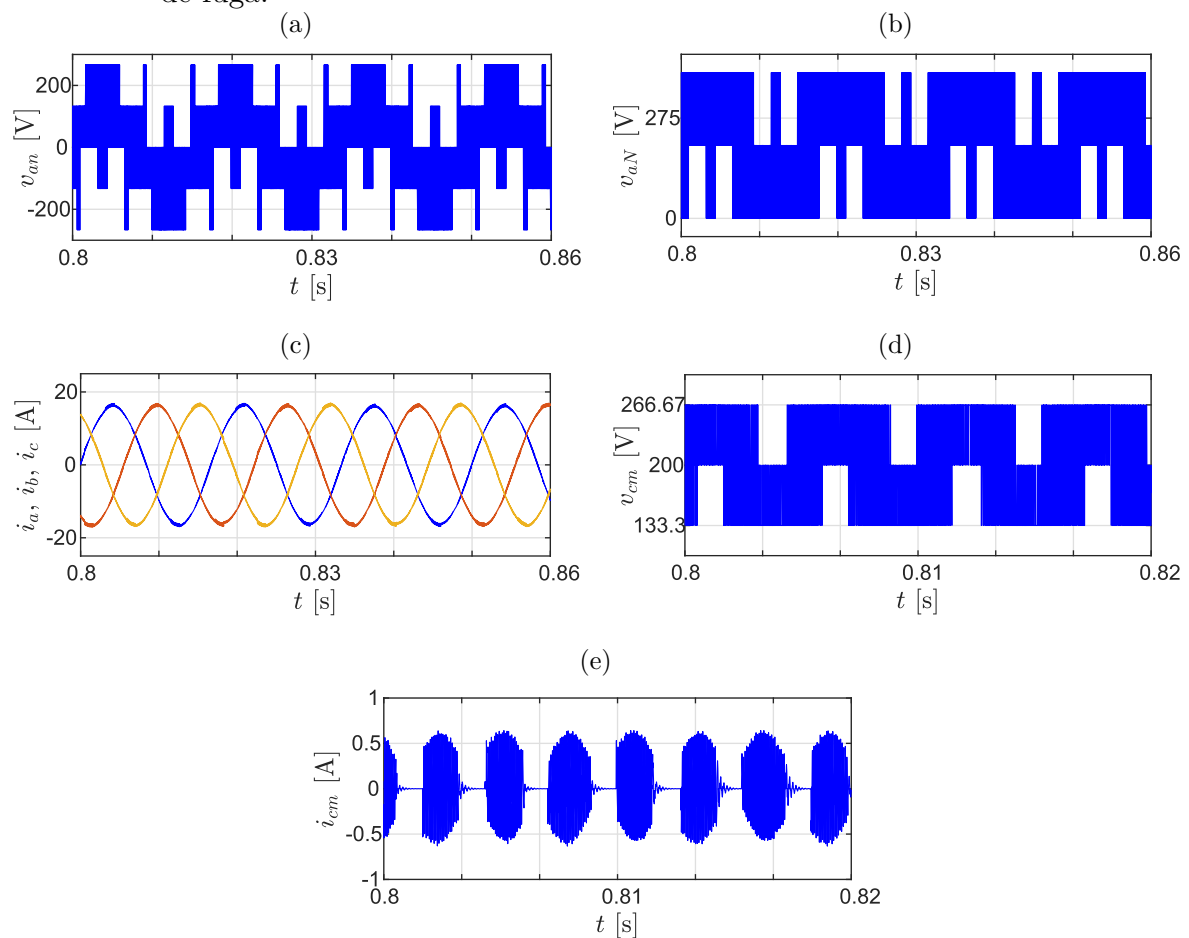 de fuga.
(a)
(b)
v_an [V]
200
0
-200
0.8
0.83
0.86
t [s]
v_aN [V]
275
0
0.8
0.83
0.86
t [s]
(c)
(d)
i_a, i_b, i_c [A]
20
0
-20
0.8
0.83
0.86
t [s]
v_cm [V]
266.67
200
133.3
0.8
0.81
0.82
t [s]
(e)
i_cm [A]
1
0.5
0
-0.5
-1
0.8
0.81
0.82
t [s]